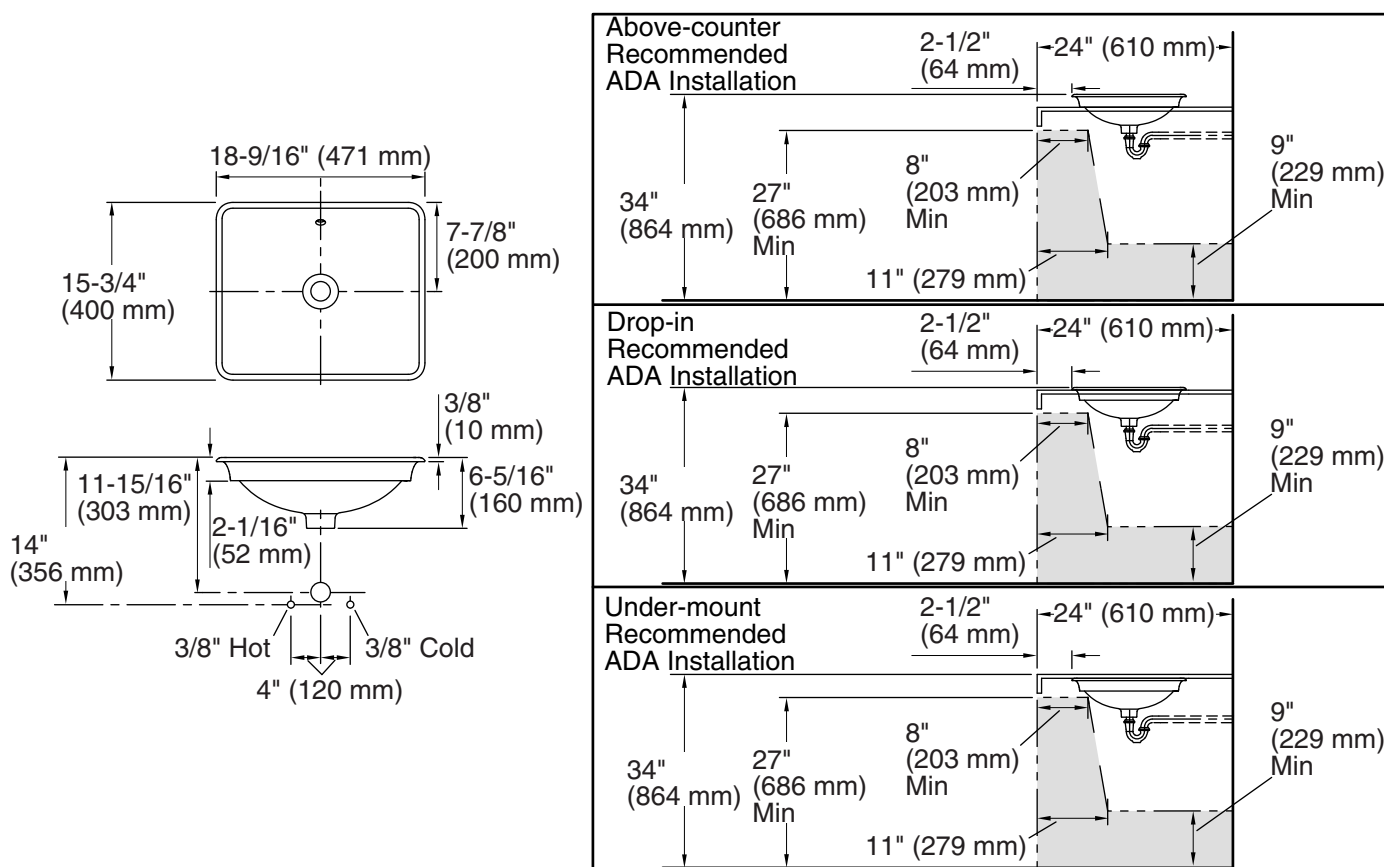 18-9/16" (471 mm)
7-7/8"
(200 mm)
15-3/4"
(400 mm)
3/8"
(10 mm)
11-15/16"
(303 mm)
6-5/16"
(160 mm)
2-1/16"
(52 mm)
14"
(356 mm)
3/8" Hot
3/8" Cold
4" (120 mm)
Above-counter
Recommended
ADA Installation
2-1/2"
(64 mm)
24" (610 mm)
34"
(864 mm)
27"
(686 mm)
Min
8"
(203 mm)
Min
9"
(229 mm)
Min
11" (279 mm)
Drop-in
Recommended
ADA Installation
2-1/2"
(64 mm)
24" (610 mm)
34"
(864 mm)
27"
(686 mm)
Min
8"
(203 mm)
Min
9"
(229 mm)
Min
11" (279 mm)
Under-mount
Recommended
ADA Installation
2-1/2"
(64 mm)
24" (610 mm)
34"
(864 mm)
27"
(686 mm)
Min
8"
(203 mm)
Min
9"
(229 mm)
Min
11" (279 mm)